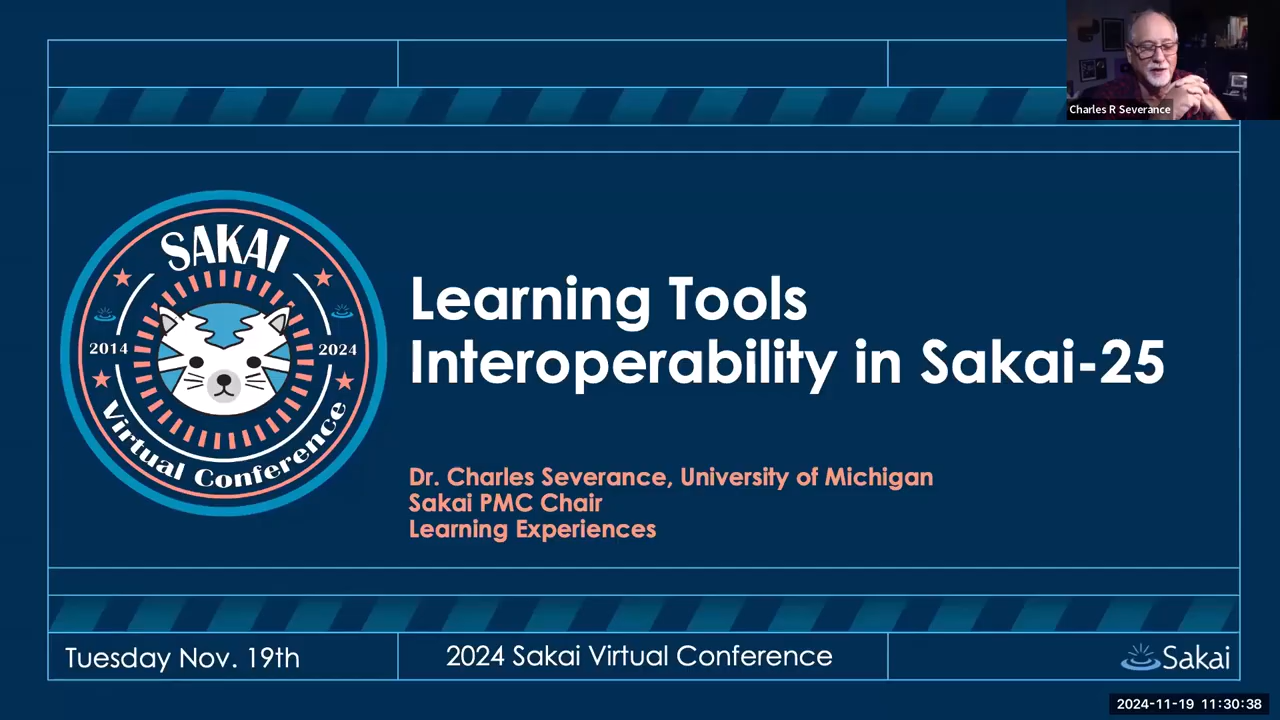 Charles R Severance
SAKAI
2014
2024
Virtual Conference
Learning Tools
Interoperability in Sakai-25
Dr. Charles Severance, University of Michigan
Sakai PMC Chair
Learning Experiences
Tuesday Nov. 19th
2024 Sakai Virtual Conference
Sakai
2024-11-19 11:30:38